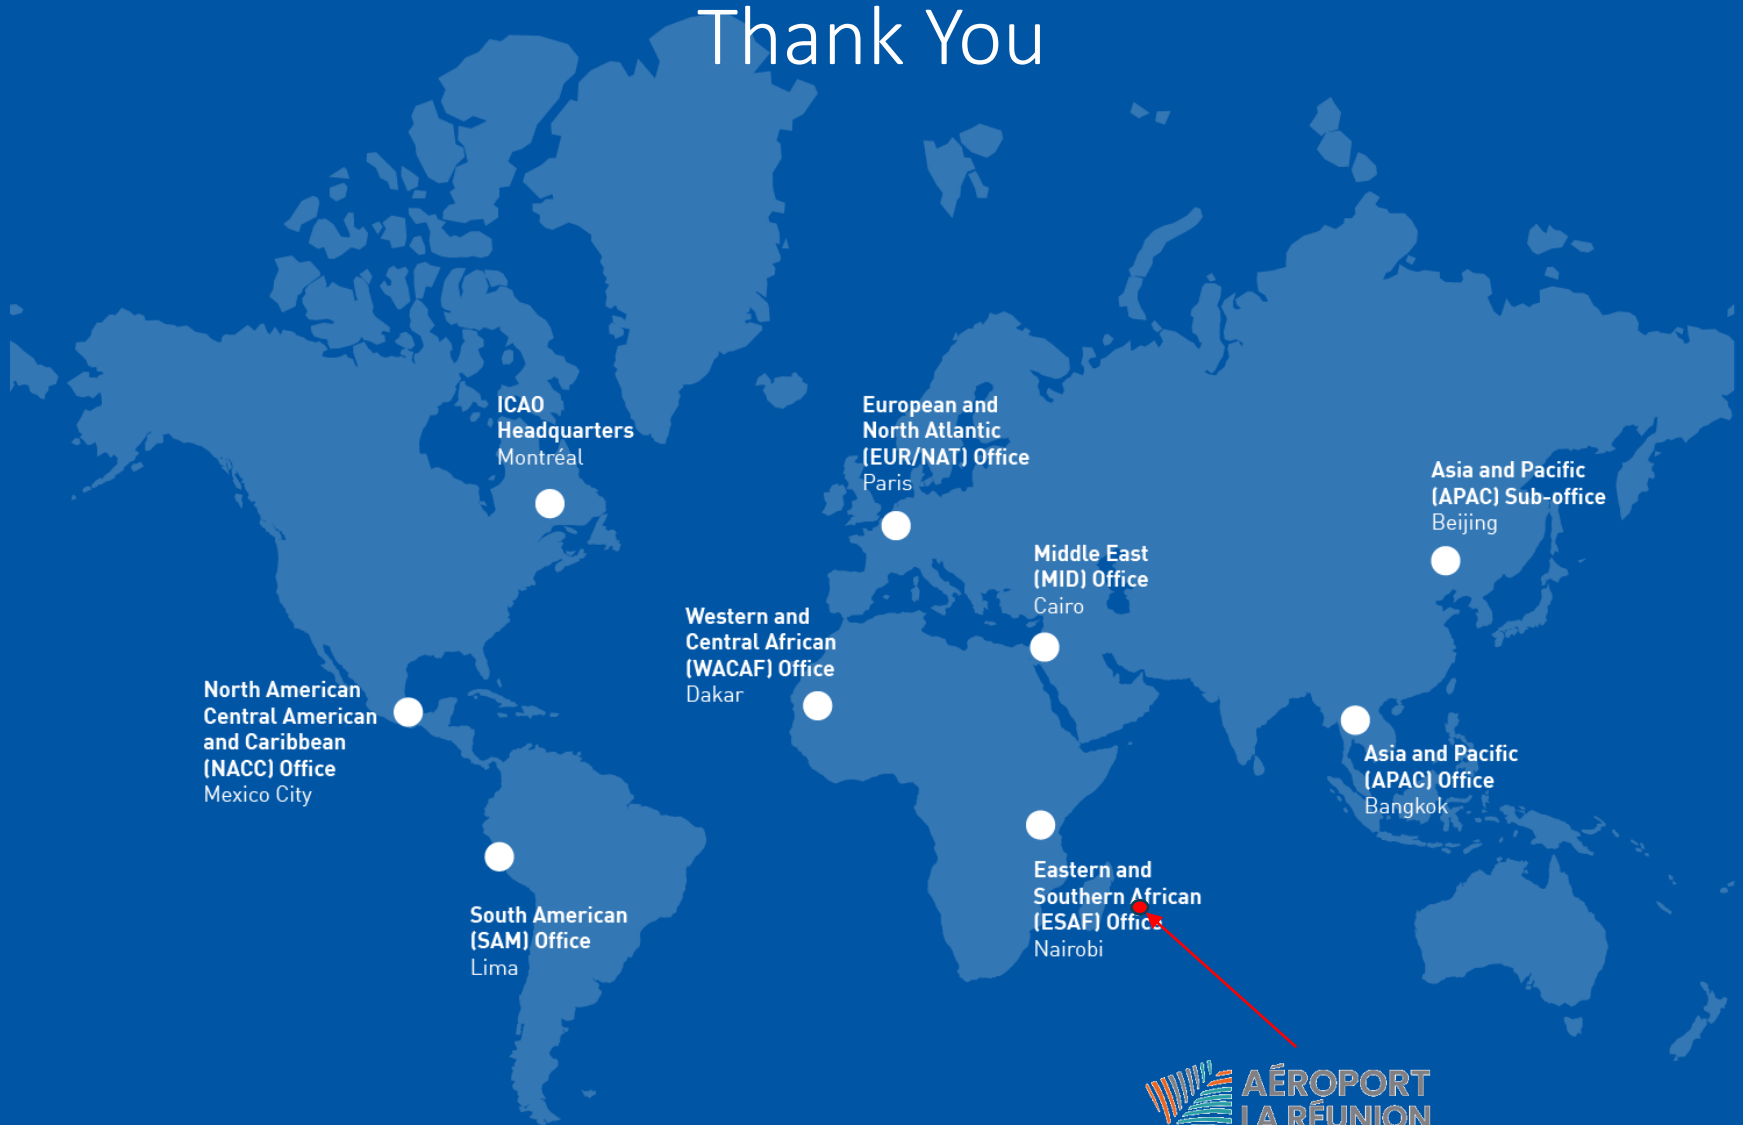 Thank You
ICAO
Headquarters
Montréal
European and
North Atlantic
(EUR/NAT) Office
Paris
Asia and Pacific
(APAC) Sub-office
Beijing
Middle East
(MID) Office
Cairo
Western and
Central African
(WACAF) Office
Dakar
North American
Central American
and Caribbean
(NACC) Office
Mexico City
Asia and Pacific
(APAC) Office
Bangkok
Eastern and
Southern African
(ESAF) Office
Nairobi
South American
(SAM) Office
Lima
AÉROPORT
LA RÉUNION